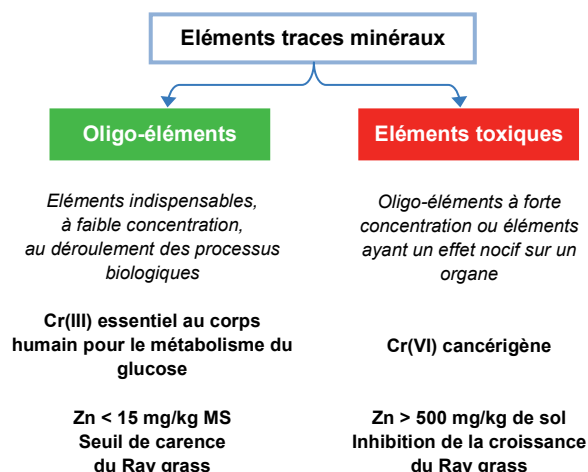 Eléments traces minéraux
Oligo-éléments
Eléments toxiques
Eléments indispensables,
à faible concentration,
au déroulement des processus
biologiques
Oligo-éléments à forte
concentration ou éléments
ayant un effet nocif sur un
organe
Cr(III) essentiel au corps
humain pour le métabolisme du
glucose
Cr(VI) cancérigène
Zn < 15 mg/kg MS
Seuil de carence
du Ray grass
Zn > 500 mg/kg de sol
Inhibition de la croissance
du Ray grass